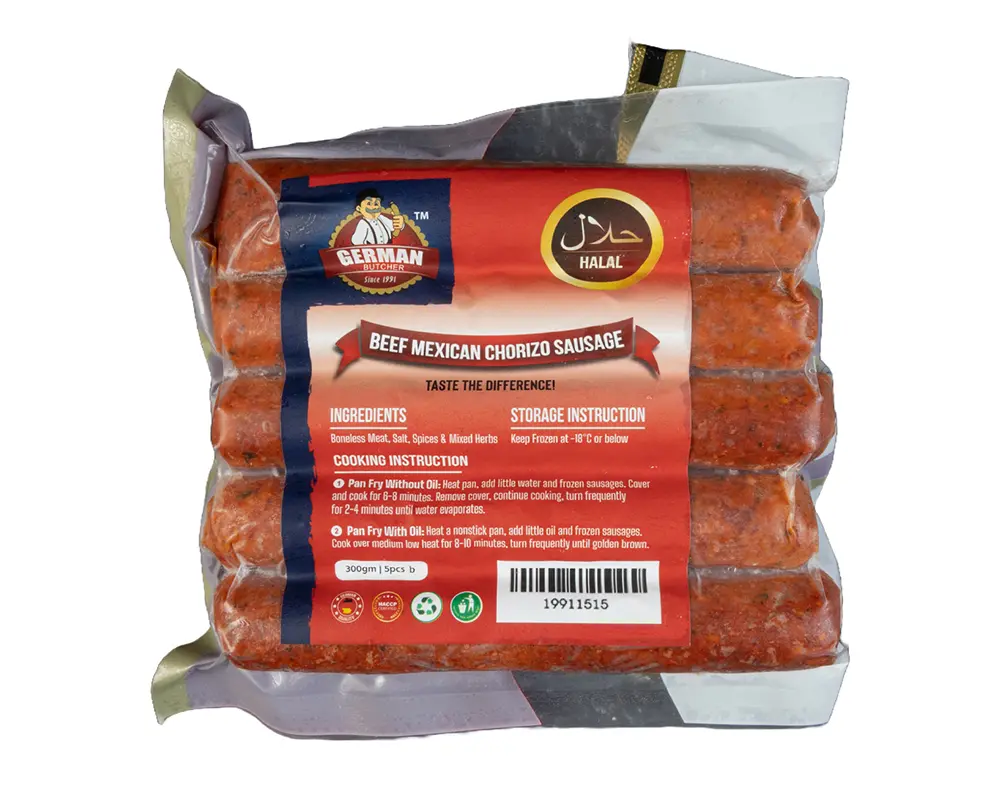 TM
GERMAN
BUTCHER
Since 1991
حلال
HALAL
BEEF MEXICAN CHORIZO SAUSAGE
TASTE THE DIFFERENCE!
INGREDIENTS
Boneless Meat, Salt, Spices & Mixed Herbs
STORAGE INSTRUCTION
Keep Frozen at -18°C or below
COOKING INSTRUCTION
1 Pan Fry Without Oil: Heat pan, add little water and frozen sausages. Cover
and cook for 6-8 minutes. Remove cover, continue cooking, turn frequently
for 2-4 minutes until water evaporates.
2 Pan Fry With Oil: Heat a nonstick pan, add little oil and frozen sausages.
Cook over medium low heat for 8-10 minutes, turn frequently until golden brown.
300gm | 5pcs b
QUALITY
HACCP
CERTIFIED
19911515